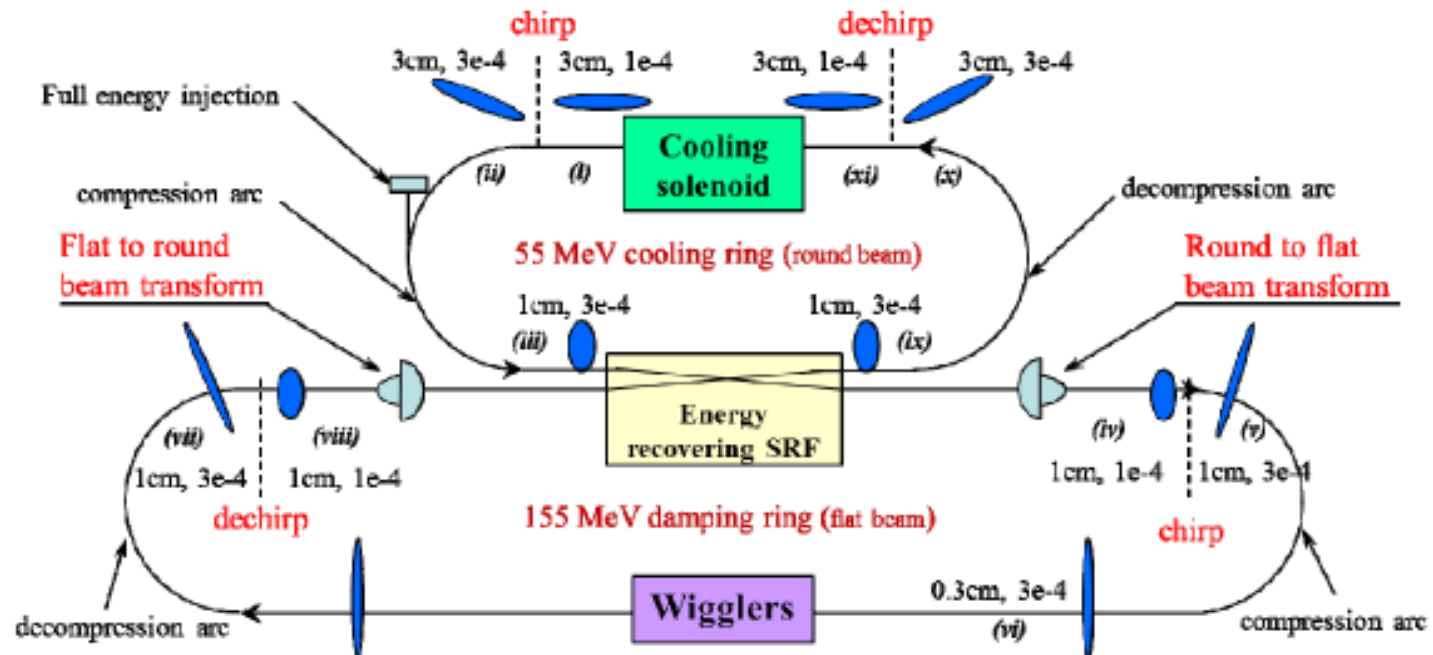 chirp
dechirp
3cm, 3e-4
3cm, 1e-4
3cm, 1e-4
3cm, 3e-4
Full energy injection
Cooling
solenoid
(ii)
(i)
(xi)
(x)
compression arc
decompression arc
Flat to round
beam transform
55 MeV cooling ring (round beam)
Round to flat
beam transform
1cm, 3e-4
1cm, 3e-4
(iii)
(ix)
Energy
recovering SRF
(vii)
(viii)
(iv)
(v)
1cm, 3e-4
1cm, 1e-4
1cm, 1e-4
1cm, 3e-4
dechirp
155 MeV damping ring (flat beam)
chirp
Wigglers
0.3cm, 3e-4
(vi)
decompression arc
compression arc